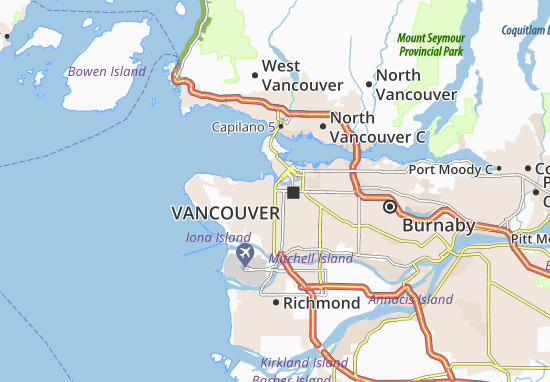 Mount Seymour
Provincial Park
Coquitlam
Bowen Island
West
Vancouver
North
Vancouver
Capilano 5
North
Vancouver C
Port Moody C
Co
P
C
VANCOUVER
Burnaby
Pitt Me
Iona Island
Mitchell Island
Annacis Island
Richmond
Kirkland Island
Barber Island